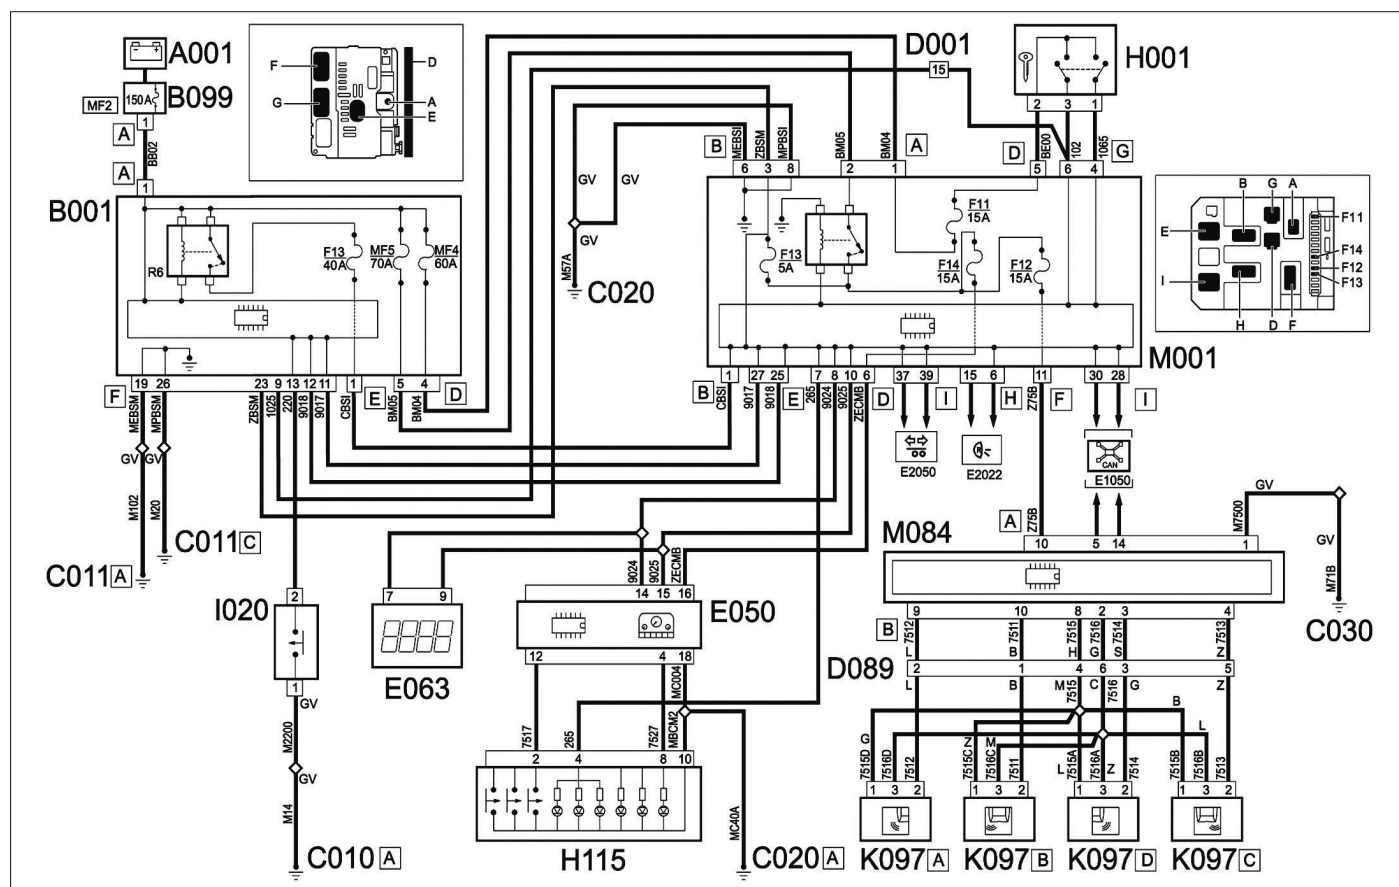 A001
B099
150A
MF2
1
A
BB02
A
1
B001
F
G
D
A
E
D001
15
H001
2 3 1
BE00
102
1065
D
5
6 4
G
GV
GV
GV
M57A
C020
B
MEBSI
ZBSM
MPBSI
6 3 8
BM05
BM04
A
2 1
R6
F13
40A
MF5
70A
MF4
60A
F13
5A
F11
15A
F14
15A
F12
15A
M001
B G A
E
I
H D F
F11
F14
F12
F13
F
19 26
23 9 13 12 11
1
E
5 4
D
MEBSM
MPBSM
ZBSM
1025
220
9018
9017
CBSI
BM05
BM04
GV
GV
M102
M20
C011 A
C011 C
B
1
27 25
E
7 8 10 6
D
37 39
I
15 6
H
11
F
30 28
I
CBSI
9017
9018
265
9024
9025
ZECMB
Z75B
E2050
E2022
CAN
E1050
A
Z75B
10 5 14 1
M7500
GV
GV
M71B
C030
M084
I020
2
1
GV
M2200
GV
M14
C010 A
7 9
E063
9024
9025
ZECMB
14 15 16
E050
12 4 18
MC004
7517
265
7527
MBCM2
2 4 8 10
H115
MC40A
C020 A
9 10 8 2 3 4
B
7512
7511
7515
7516
7514
7513
L B H G S Z
D089
2 1 4 6 3 5
L B M C G Z
7515
7516
B
L
G
Z
M
L
Z
7515D
7516D
7512
7515C
7516C
7511
7515A
7516A
7514
7515B
7516B
7513
1 3 2
1 3 2
1 3 2
1 3 2
K097 A
K097 B
K097 D
K097 C